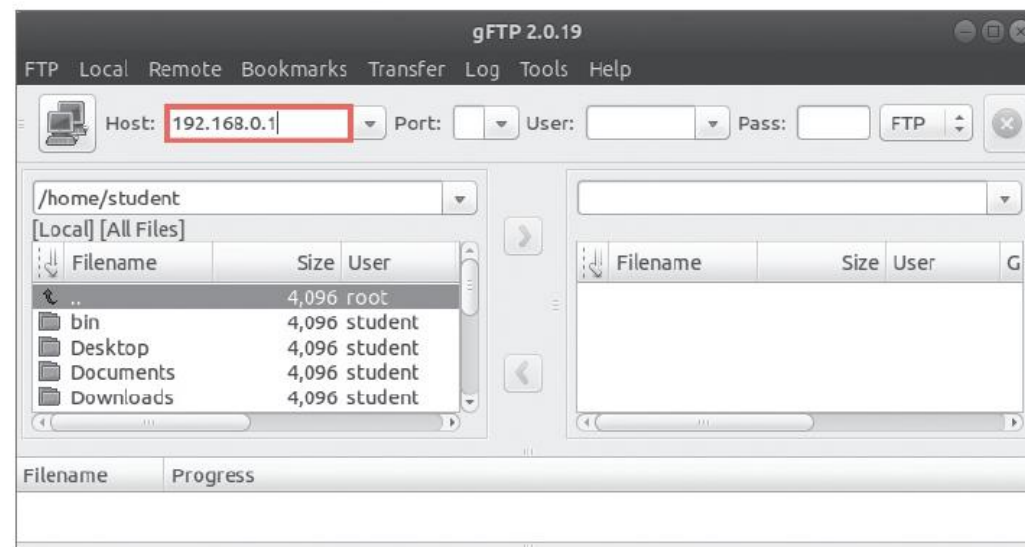 gFTP 2.0.19
FTP Local Remote Bookmarks Transfer Log Tools Help
Host: 192.168.0.1 Port: User: Pass: FTP
/home/student
[Local] [All Files]
Filename Size User Filename Size User G
.. 4,096 root
bin 4,096 student
Desktop 4,096 student
Documents 4,096 student
Downloads 4,096 student
Filename Progress